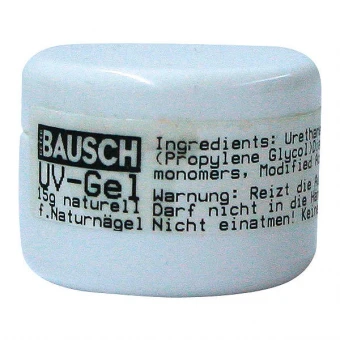 BAUSCH
UV-Gel
15g naturell
f.Naturnägel
Ingredients:
(Propylene Glycol)
monomers, Modified
Warnung: Reizt die
Darf nicht in die
Nicht einatmen!